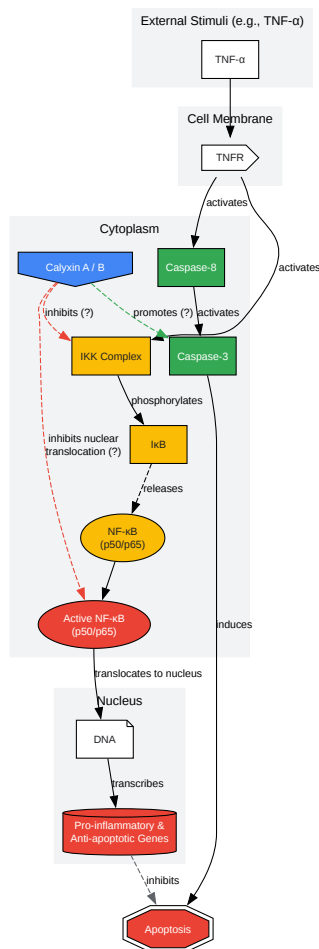 External Stimuli (e.g., TNF-α)
TNF-α
Cell Membrane
TNFR
activates
activates
Cytoplasm
Calyxin A / B
Caspase-8
inhibits (?)
promotes (?)
activates
IKK Complex
Caspase-3
phosphorylates
IκB
inhibits nuclear
translocation (?)
releases
NF-κB
(p50/p65)
Active NF-κB
(p50/p65)
induces
translocates to nucleus
Nucleus
DNA
transcribes
Pro-inflammatory &
Anti-apoptotic Genes
inhibits
Apoptosis